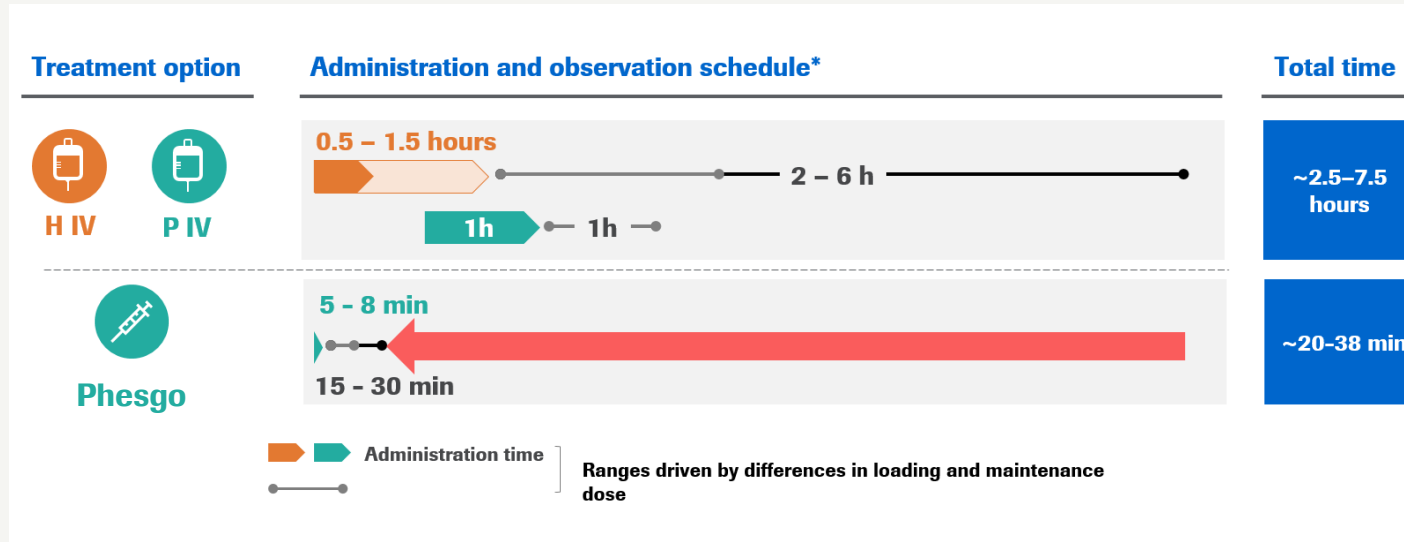 Treatment option
Administration and observation schedule*
Total time
0.5 – 1.5 hours
2 – 6 h
~2.5–7.5
hours
H IV
P IV
1h
1h
5 - 8 min
~20-38 min
15 - 30 min
Phesgo
Administration time
Ranges driven by differences in loading and maintenance
dose